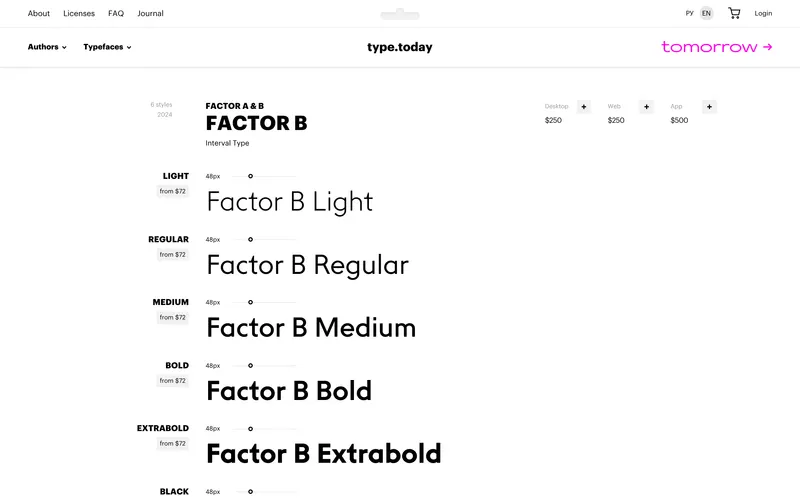 About Licenses FAQ Journal РУ EN Login
Authors Typefaces type.today tomorrow →
6 styles
2024
FACTOR A & B
FACTOR B
Interval Type
Desktop + Web + App +
$250 $250 $500
LIGHT 48px
from $72
Factor B Light
REGULAR 48px
from $72
Factor B Regular
MEDIUM 48px
from $72
Factor B Medium
BOLD 48px
from $72
Factor B Bold
EXTRABOLD 48px
from $72
Factor B Extrabold
BLACK 48px